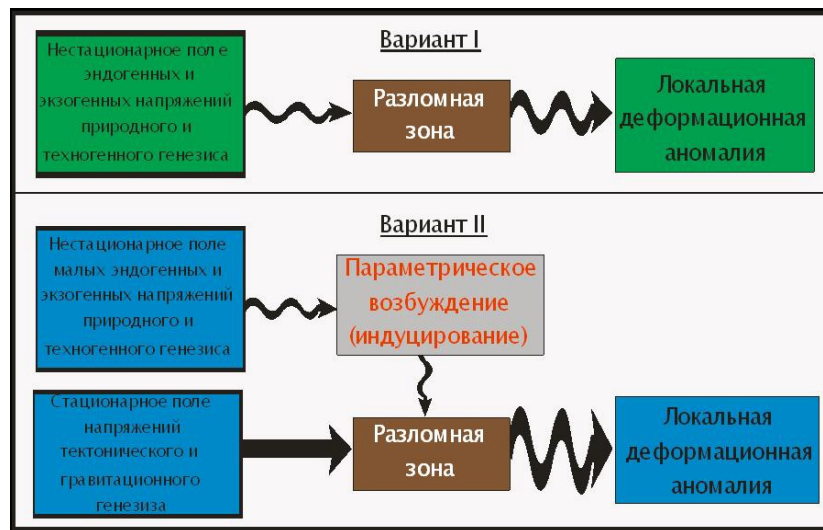 Вариант I
Нестационарное поле
эндогенных и
экзогенных напряжений
природного и
техногенного генезиса
Разломная
зона
Локальная
деформационная
аномалия
Вариант II
Нестационарное поле
малых эндогенных и
экзогенных напряжений
природного и
техногенного генезиса
Параметрическое
возбуждение
(индуцирование)
Стационарное поле
напряжений
тектонического и
гравитационного
генезиза
Разломная
зона
Локальная
деформационная
аномалия